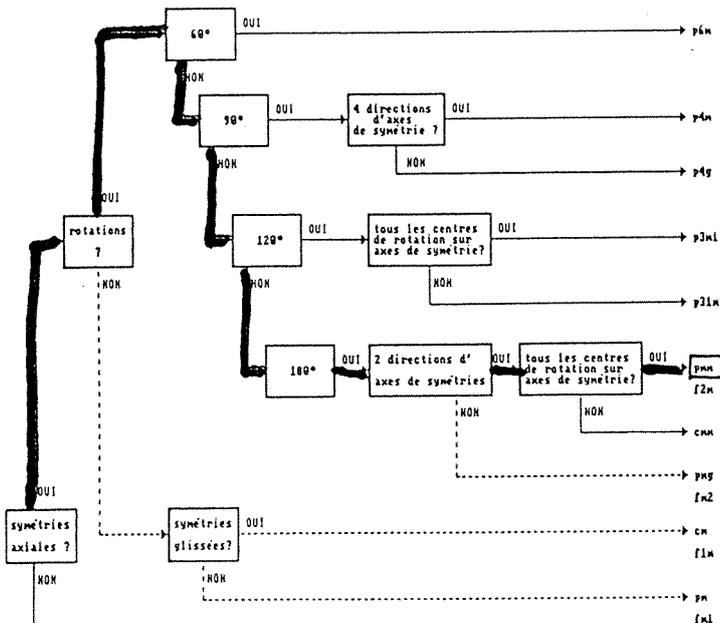 60°
OUI
p6m
NON
90°
OUI
4 directions
d'axes
de symétrie ?
OUI
p4m
NON
NON
p4g
OUI
rotations
?
120°
OUI
tous les centres
de rotation sur
axes de symétrie?
OUI
p3m1
NON
NON
NON
p31m
180°
OUI
2 directions d'
axes de symétries
OUI
tous les centres
de rotation sur
axes de symétrie?
OUI
pmm
f2m
NON
NON
cmm
pmg
fm2
OUI
symétries
axiales ?
symétries
glissées?
OUI
cm
f1m
NON
NON
pm
fm1